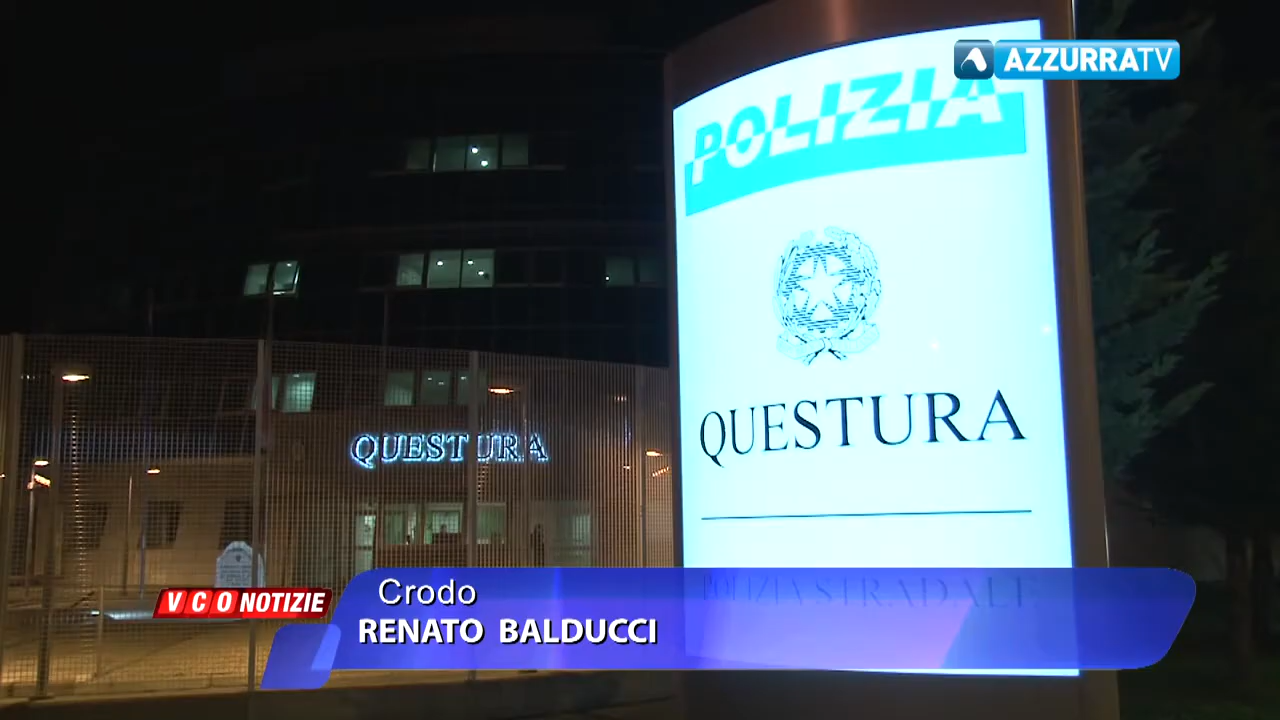 AZZURRATV
POLIZIA
QUESTURA
QUESTURA
POLIZIA STRADALE
Crodo
VCO NOTIZIE
RENATO BALDUCCI